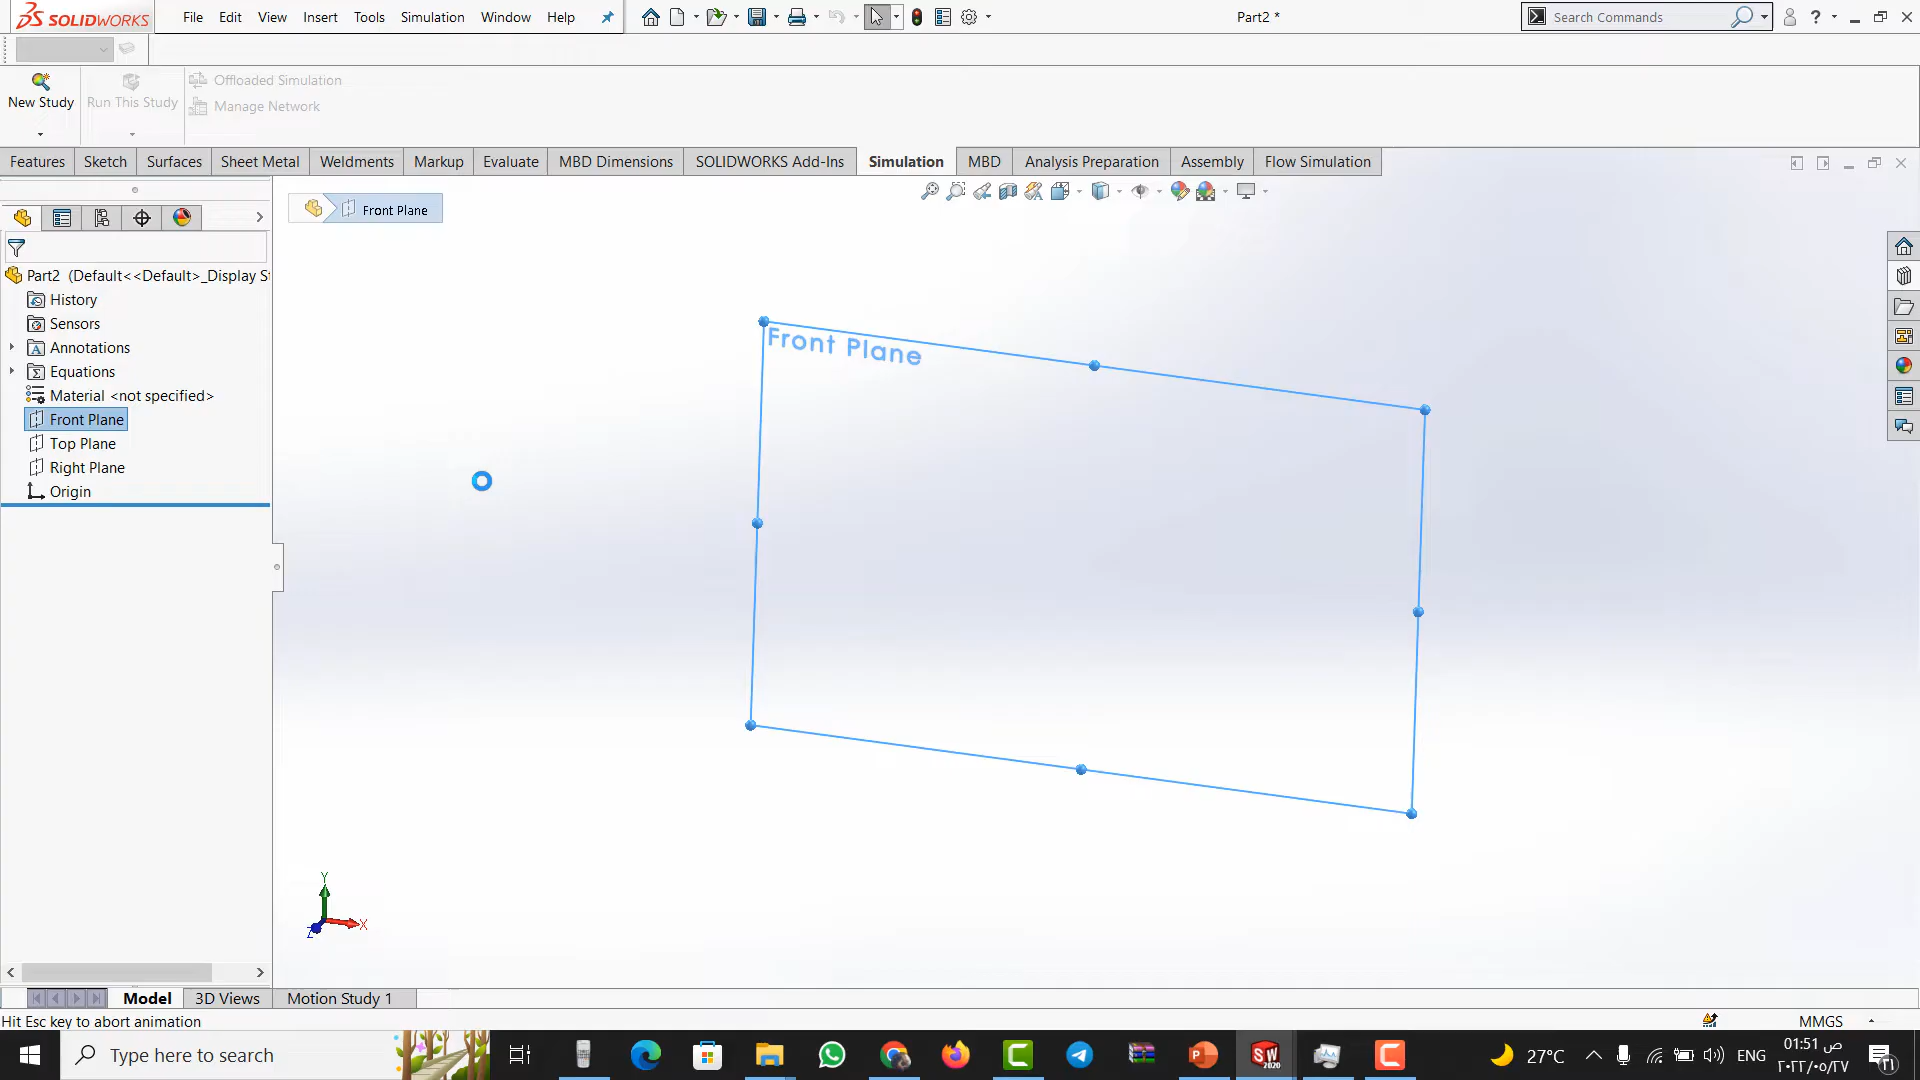 SOLIDWORKS File Edit View Insert Tools Simulation Window Help Part2 * Search Commands ?
New Study Run This Study Offloaded Simulation
Manage Network
Features Sketch Surfaces Sheet Metal Weldments Markup Evaluate MBD Dimensions SOLIDWORKS Add-Ins Simulation MBD Analysis Preparation Assembly Flow Simulation
Front Plane
Part2 (Default<<Default>_Display S
History
Sensors
Annotations
Equations
Material <not specified>
Front Plane
Top Plane
Right Plane
Origin
Front Plane
Y
X
Z
Model 3D Views Motion Study 1
Hit Esc key to abort animation MMGS
Type here to search SW 2020 27°C ENG 01:51 ص
٢٠٢٢/٠٥/٢٧ ٢١